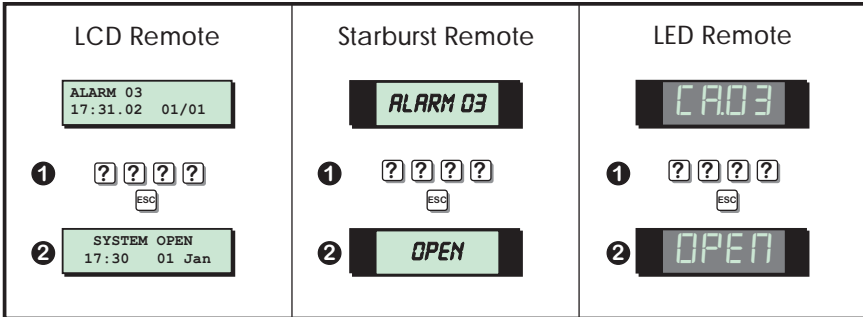 LCD Remote
ALARM 03
17:31.02 01/01
1 ? ? ? ?
ESC
2 SYSTEM OPEN
17:30 01 Jan
Starburst Remote
ALARM 03
1 ? ? ? ?
ESC
2 OPEN
LED Remote
CA.03
1 ? ? ? ?
ESC
2 OPEN